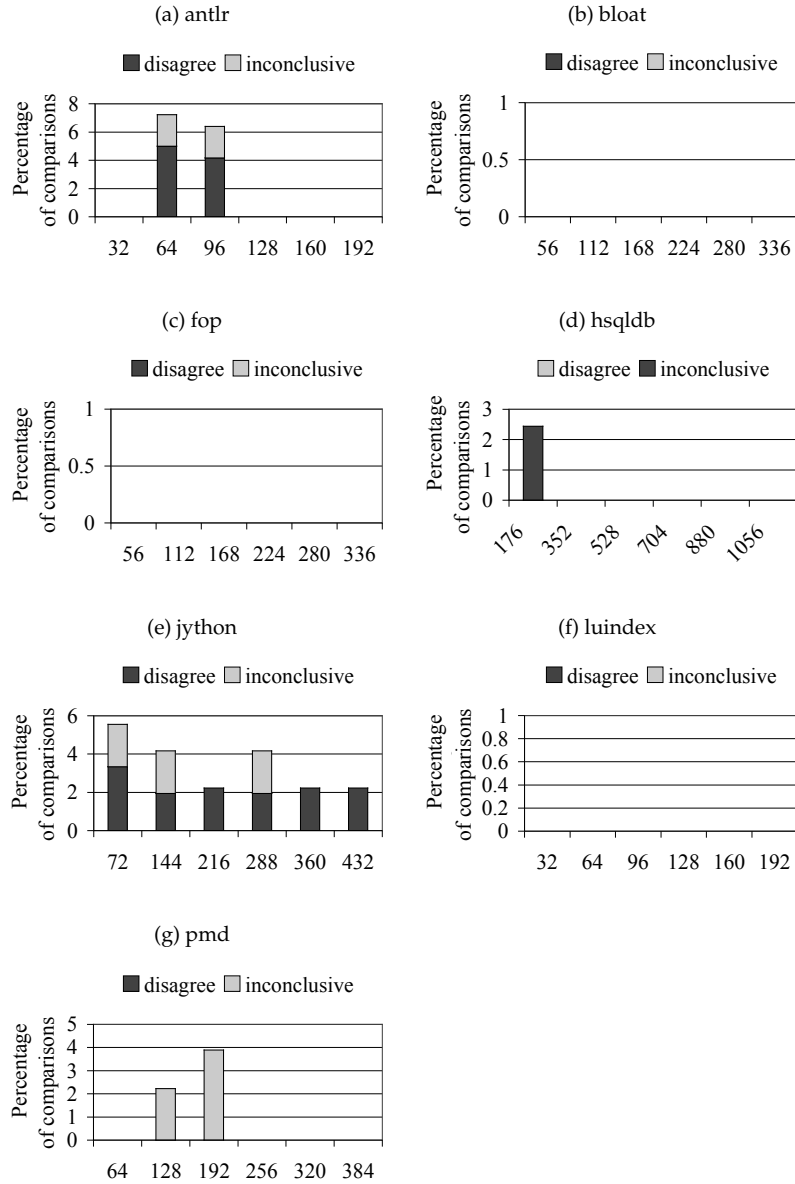 (a) antlr
disagree inconclusive
Percentage
of comparisons
8
6
4
2
0
32 64 96 128 160 192
(b) bloat
disagree inconclusive
Percentage
of comparisons
1
0.5
0
56 112 168 224 280 336
(c) fop
disagree inconclusive
Percentage
of comparisons
1
0.5
0
56 112 168 224 280 336
(d) hsqldb
disagree inconclusive
Percentage
of comparisons
3
2
1
0
176 352 528 704 880 1056
(e) jython
disagree inconclusive
Percentage
of comparisons
6
4
2
0
72 144 216 288 360 432
(f) luindex
disagree inconclusive
Percentage
of comparisons
1
0.8
0.6
0.4
0.2
0
32 64 96 128 160 192
(g) pmd
disagree inconclusive
Percentage
of comparisons
5
4
3
2
1
0
64 128 192 256 320 384